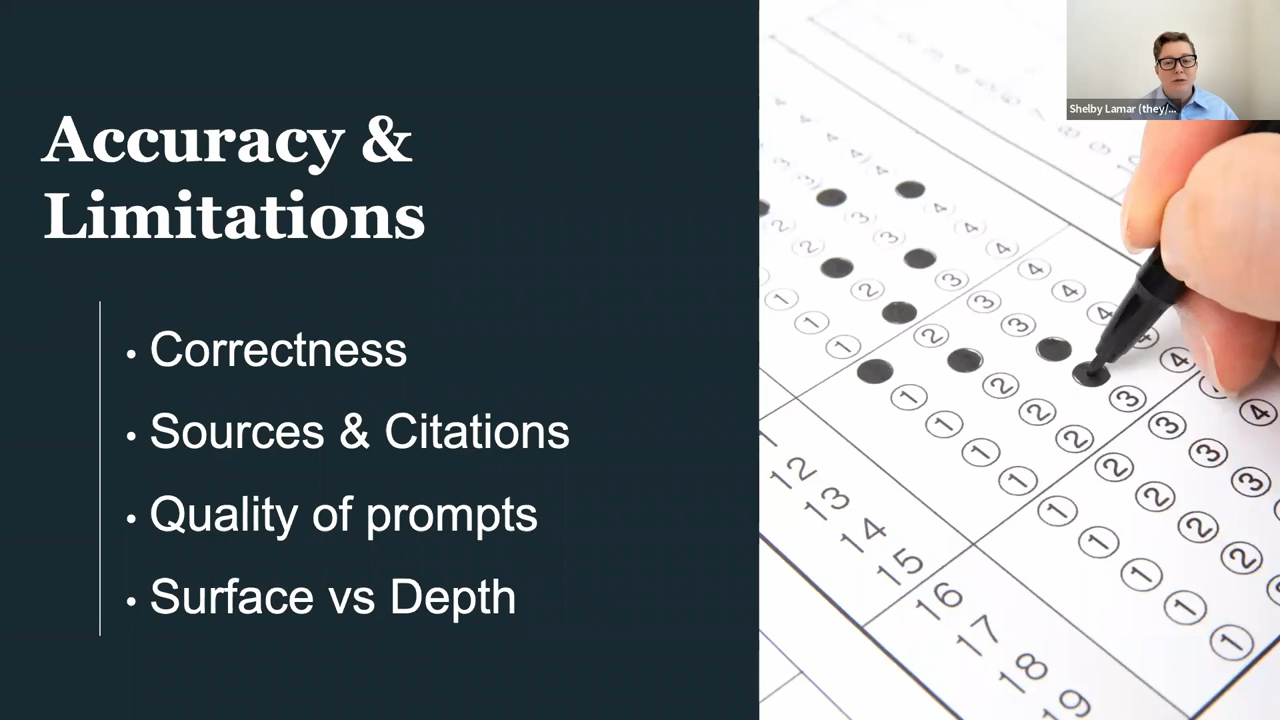 Accuracy &
Limitations
• Correctness
• Sources & Citations
• Quality of prompts
• Surface vs Depth
Shelby Lamar (they/...
12
13
14
15
16
17
18
19